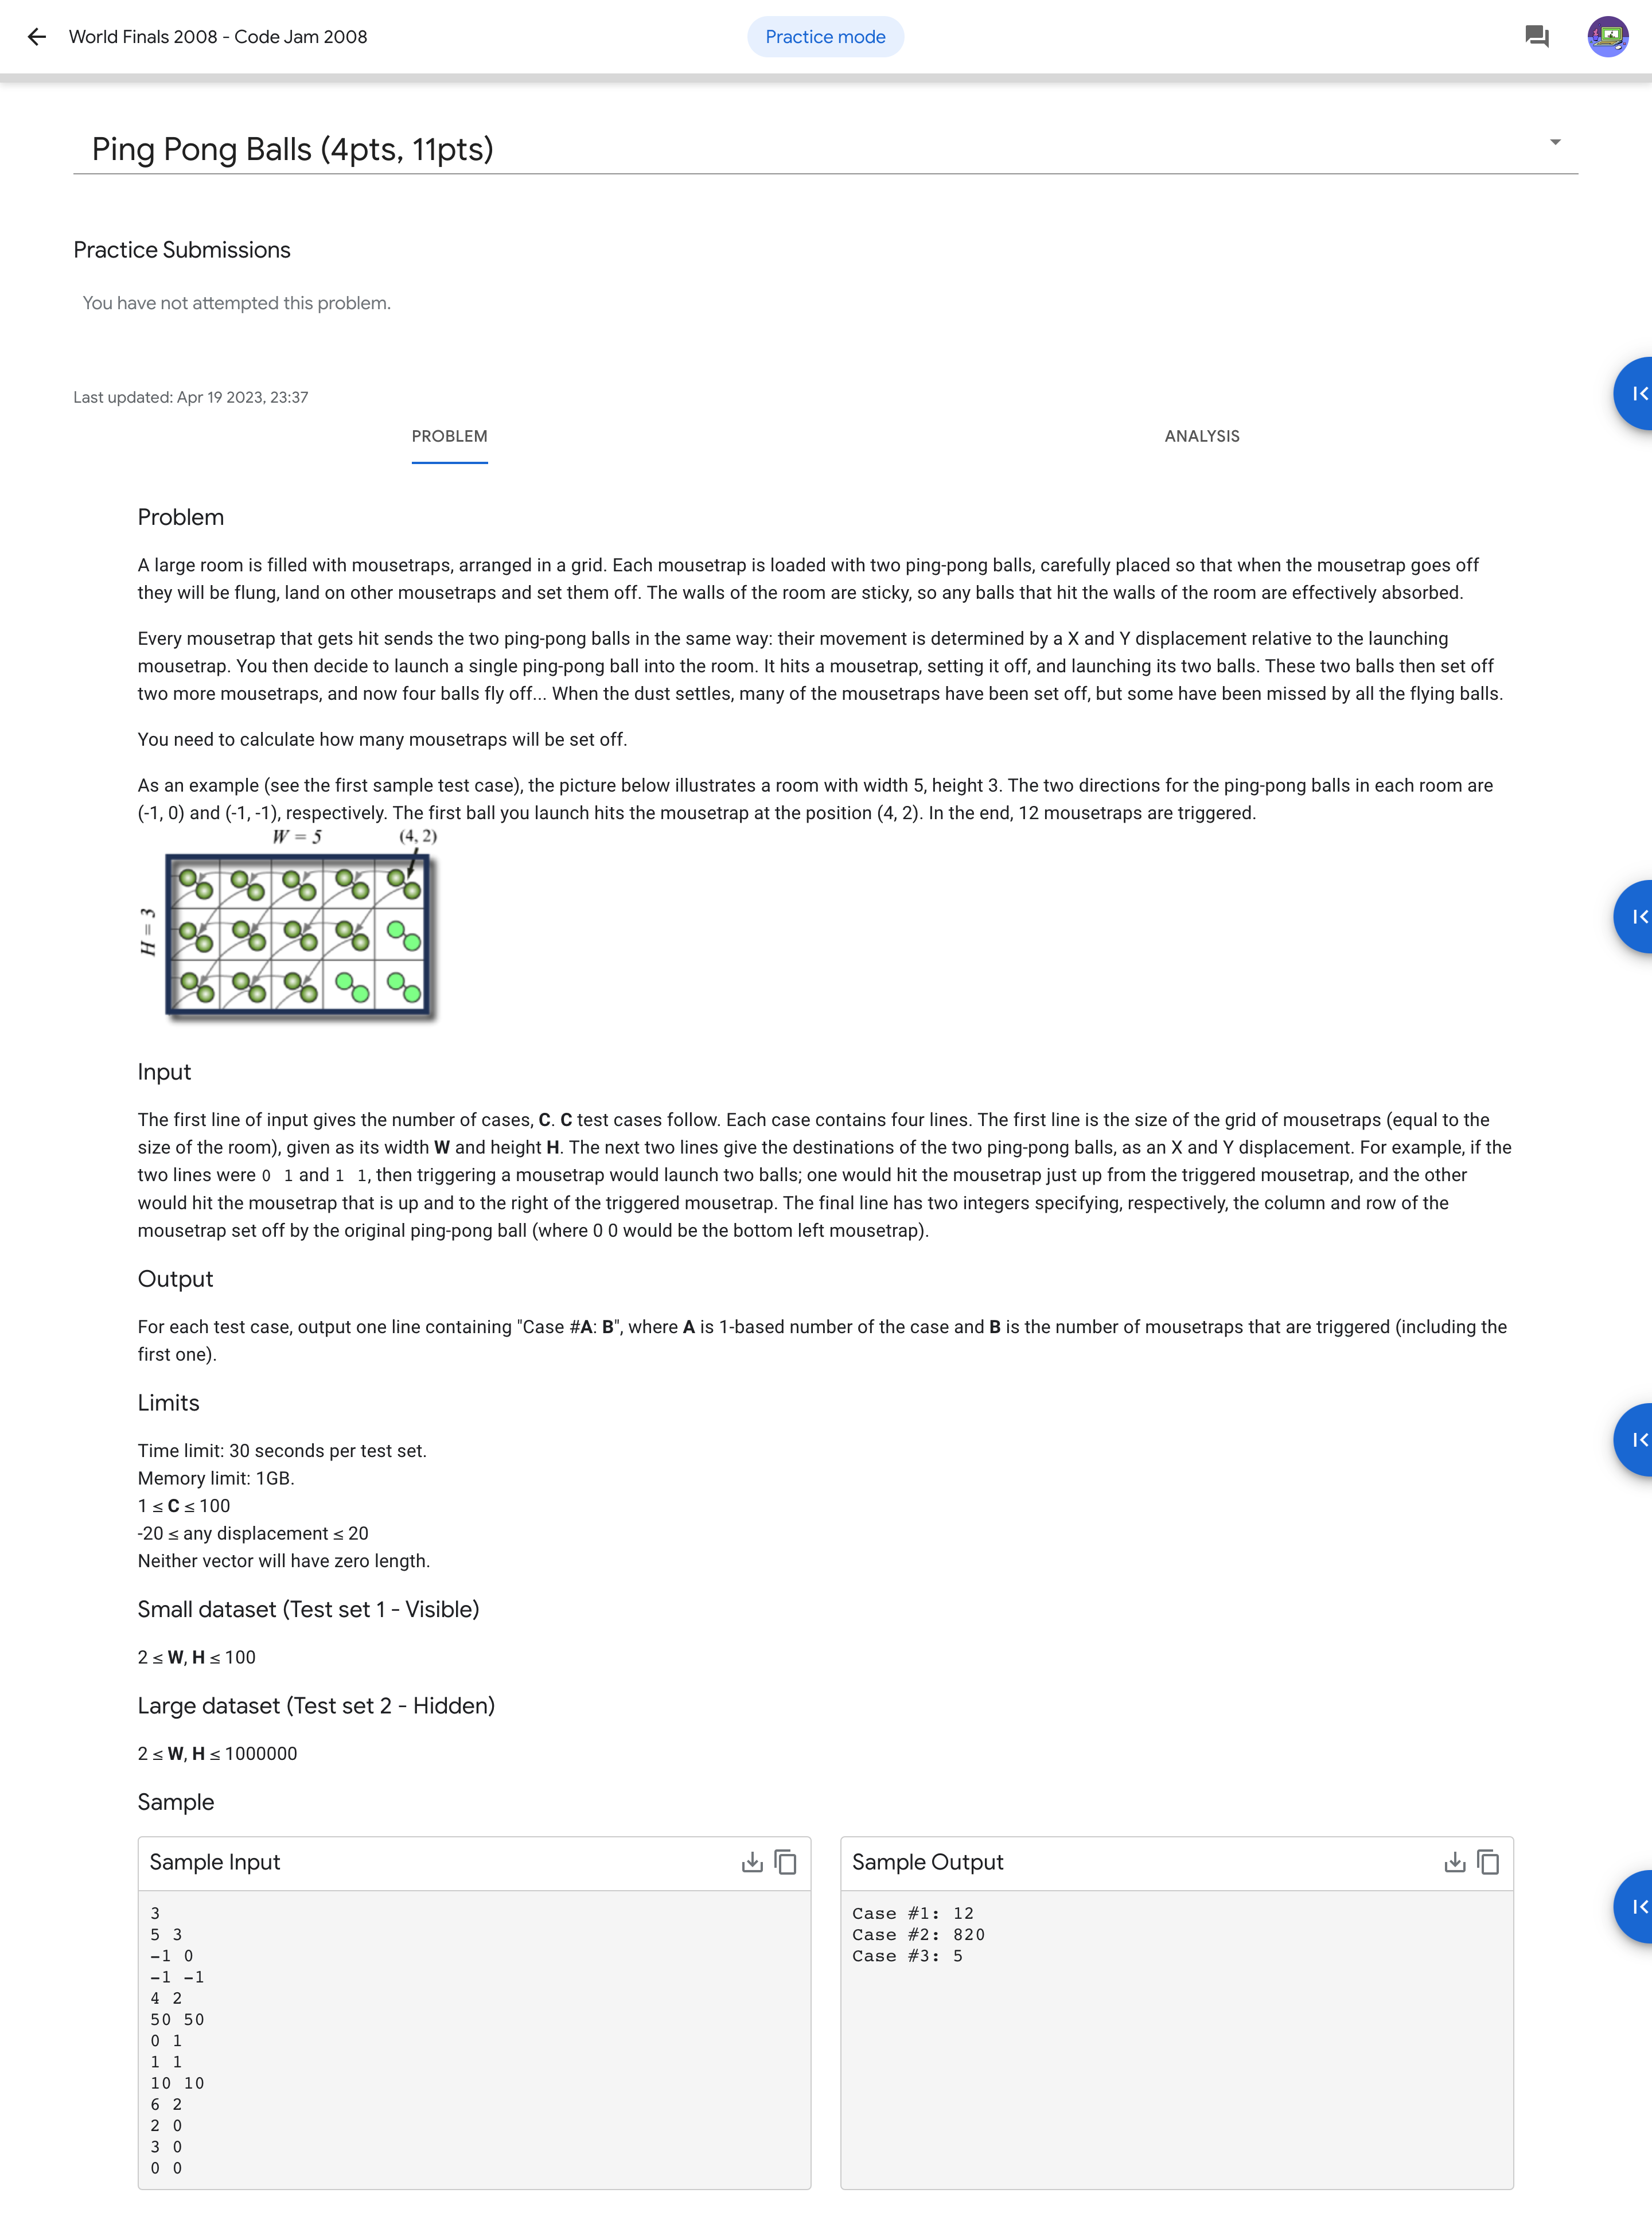 World Finals 2008 - Code Jam 2008
Practice mode
Ping Pong Balls (4pts, 11pts)
Practice Submissions
You have not attempted this problem.
Last updated: Apr 19 2023, 23:37
PROBLEM
ANALYSIS
Problem
A large room is filled with mousetraps, arranged in a grid. Each mousetrap is loaded with two ping-pong balls, carefully placed so that when the mousetrap goes off
they will be flung, land on other mousetraps and set them off. The walls of the room are sticky, so any balls that hit the walls of the room are effectively absorbed.
Every mousetrap that gets hit sends the two ping-pong balls in the same way: their movement is determined by a X and Y displacement relative to the launching
mousetrap. You then decide to launch a single ping-pong ball into the room. It hits a mousetrap, setting it off, and launching its two balls. These two balls then set off
two more mousetraps, and now four balls fly off... When the dust settles, many of the mousetraps have been set off, but some have been missed by all the flying balls.
You need to calculate how many mousetraps will be set off.
As an example (see the first sample test case), the picture below illustrates a room with width 5, height 3. The two directions for the ping-pong balls in each room are
(-1, 0) and (-1, -1), respectively. The first ball you launch hits the mousetrap at the position (4, 2). In the end, 12 mousetraps are triggered.
W = 5
(4, 2)
H = 3
Input
The first line of input gives the number of cases, C. C test cases follow. Each case contains four lines. The first line is the size of the grid of mousetraps (equal to the
size of the room), given as its width W and height H. The next two lines give the destinations of the two ping-pong balls, as an X and Y displacement. For example, if the
two lines were 0 1 and 1 1, then triggering a mousetrap would launch two balls; one would hit the mousetrap just up from the triggered mousetrap, and the other
would hit the mousetrap that is up and to the right of the triggered mousetrap. The final line has two integers specifying, respectively, the column and row of the
mousetrap set off by the original ping-pong ball (where 0 0 would be the bottom left mousetrap).
Output
For each test case, output one line containing "Case #A: B", where A is 1-based number of the case and B is the number of mousetraps that are triggered (including the
first one).
Limits
Time limit: 30 seconds per test set.
Memory limit: 1GB.
1 ≤ C ≤ 100
-20 ≤ any displacement ≤ 20
Neither vector will have zero length.
Small dataset (Test set 1 - Visible)
2 ≤ W, H ≤ 100
Large dataset (Test set 2 - Hidden)
2 ≤ W, H ≤ 1000000
Sample
Sample Input
3
5 3
-1 0
-1 -1
4 2
50 50
0 1
1 1
10 10
6 2
2 0
3 0
0 0
Sample Output
Case #1: 12
Case #2: 820
Case #3: 5